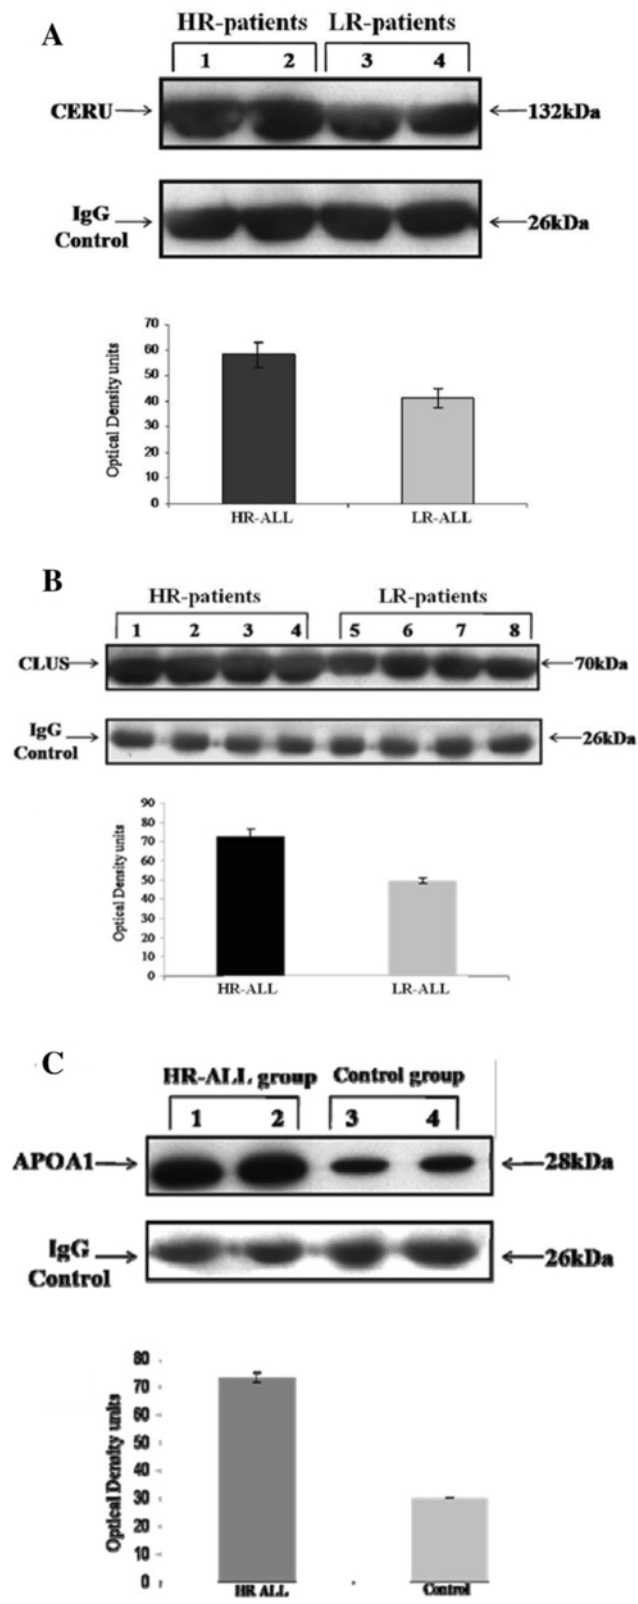 A
HR-patients LR-patients
1 2 3 4
CERU 132kDa
IgG
Control 26kDa
70
60
50
40
30
20
10
0
Optical Density units
HR-ALL LR-ALL
B
HR-patients LR-patients
1 2 3 4 5 6 7 8
CLUS 70kDa
IgG
Control 26kDa
90
80
70
60
50
40
30
20
10
0
Optical Density units
HR-ALL LR-ALL
C
HR-ALL group Control group
1 2 3 4
APOA1 28kDa
IgG
Control 26kDa
80
70
60
50
40
30
20
10
0
Optical Density units
HR ALL Control